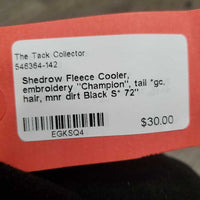 The Tack Collector
546364-142
Shedrow Fleece Cooler,
embroidery "Champion", tail *gc,
hair, mnr dirt Black S* 72"
$30.00
EGKSQ4